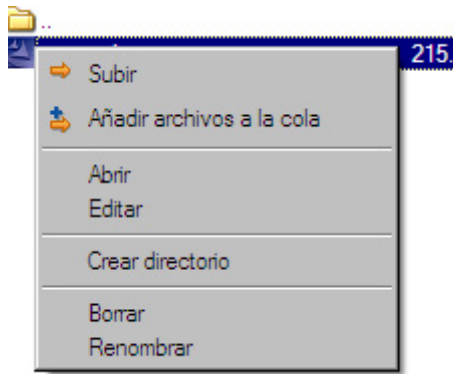 ..
215.
Subir
Añadir archivos a la cola
Abrir
Editar
Crear directorio
Borrar
Renombrar